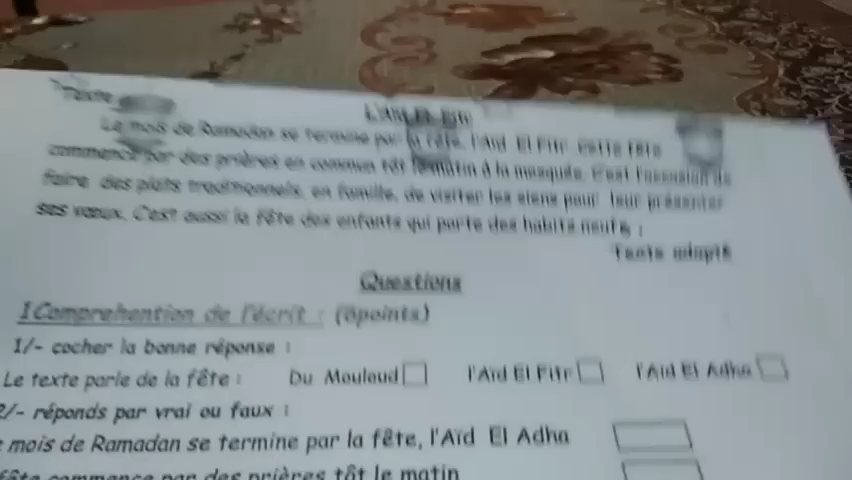 Texte
L'Aïd El Fitr
Le mois de Ramadan se termine par la fête, l'Aïd El Fitr. Cette fête
commence par des prières en commun tôt le matin à la mosquée. C'est l'occasion de
faire des plats traditionnels, en famille, de visiter les siens pour leur présenter
ses vœux. C'est aussi la fête des enfants qui porte des habits neufs
Texte adapté
Questions
I Comprehention de l'écrit : (6points)
1/- cocher la bonne réponse :
Le texte parle de la fête : Du Mouloud l'Aïd El Fitr l'Aïd El Adha
2/- réponds par vrai ou faux :
mois de Ramadan se termine par la fête, l'Aïd El Adha
fête commence par des prières tôt le matin